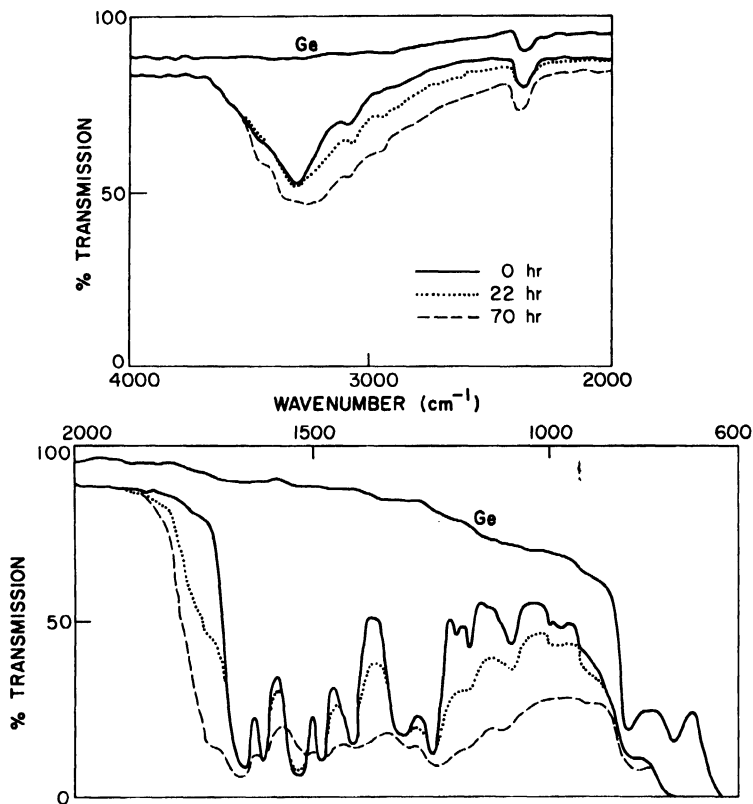 100
Ge
50
0
% TRANSMISSION
0 hr
22 hr
70 hr
4000 3000 2000
WAVENUMBER (cm⁻¹)
2000 1500 1000 600
100
Ge
50
0
% TRANSMISSION